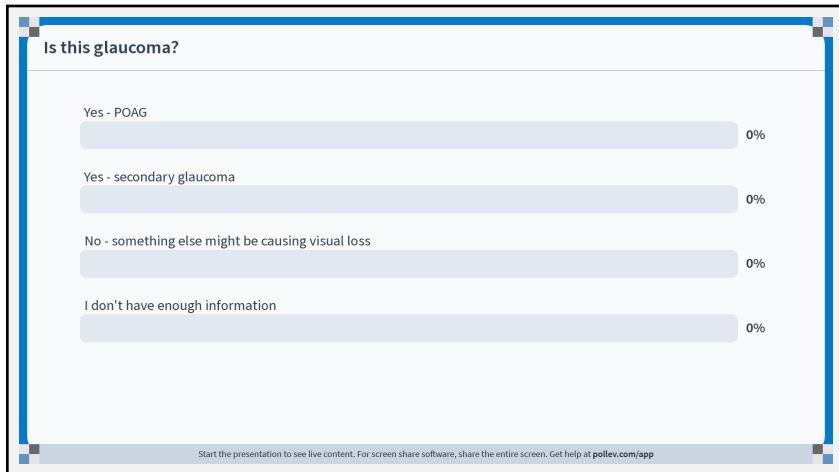 Is this glaucoma?
Yes - POAG
0%
Yes - secondary glaucoma
0%
No - something else might be causing visual loss
0%
I don't have enough information
0%
Start the presentation to see live content. For screen share software, share the entire screen. Get help at pollev.com/app